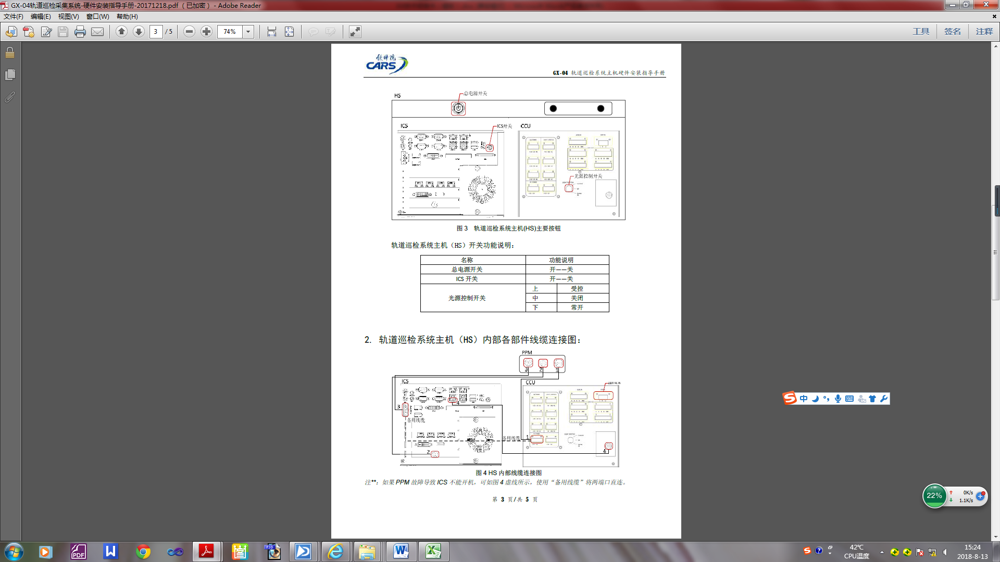 GX-04轨道巡检采集系统-硬件安装指导手册-20171218.pdf （已加密） - Adobe Reader
文件(F) 编辑(E) 视图(V) 窗口(W) 帮助(H)
3 / 5
74%
工具 签名 注释
铁科院
CARS
GX-04 轨道巡检系统主机硬件安装指导手册
HS
总电源开关
ICS
ICS开关
CCU
光源控制开关
图 3 轨道巡检系统主机(HS)主要按钮
轨道巡检系统主机（HS）开关功能说明：
名称 功能说明
总电源开关 开——关
ICS 开关 开——关
光源控制开关
上 受控
中 关闭
下 常开
2. 轨道巡检系统主机（HS）内部各部件线缆连接图：
PPM
3 2 1
ICS
CCU
220V AC IN
3
4
备用线缆
备用线缆
1
2
4
图 4 HS 内部线缆连接图
注**：如果 PPM 故障导致 ICS 不能开机，可如图 4 虚线所示，使用“备用线缆”将两端口直连。
第 3 页/共 5 页
中
22%
0K/s
1.1K/s
PDF
PSD
42℃
CPU温度
15:24
2018-8-13